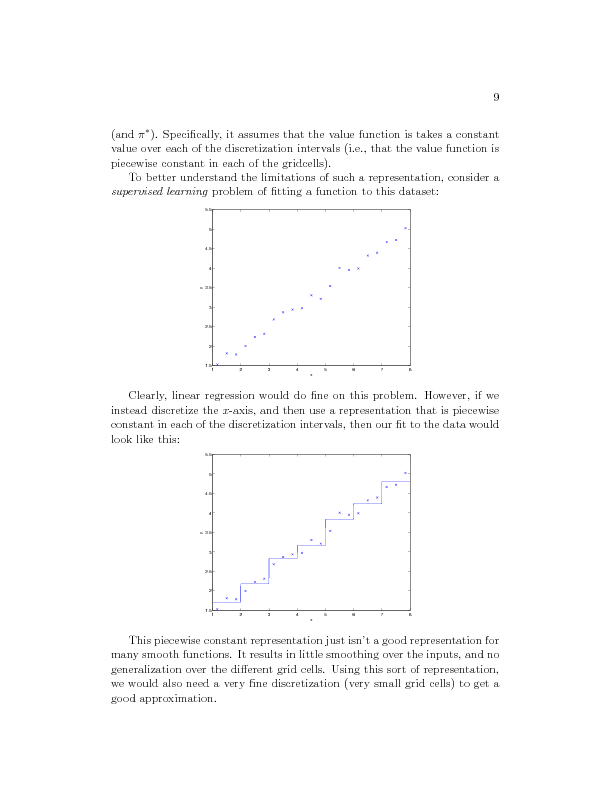 9
(and π*). Specifically, it assumes that the value function is takes a constant
value over each of the discretization intervals (i.e., that the value function is
piecewise constant in each of the gridcells).
To better understand the limitations of such a representation, consider a
supervised learning problem of fitting a function to this dataset:
5.5
5
4.5
4
3.5
3
2.5
2
1.5
1 2 3 4 5 6 7 8
Clearly, linear regression would do fine on this problem. However, if we
instead discretize the x-axis, and then use a representation that is piecewise
constant in each of the discretization intervals, then our fit to the data would
look like this:
5.5
5
4.5
4
3.5
3
2.5
2
1.5
1 2 3 4 5 6 7 8
This piecewise constant representation just isn't a good representation for
many smooth functions. It results in little smoothing over the inputs, and no
generalization over the different grid cells. Using this sort of representation,
we would also need a very fine discretization (very small grid cells) to get a
good approximation.